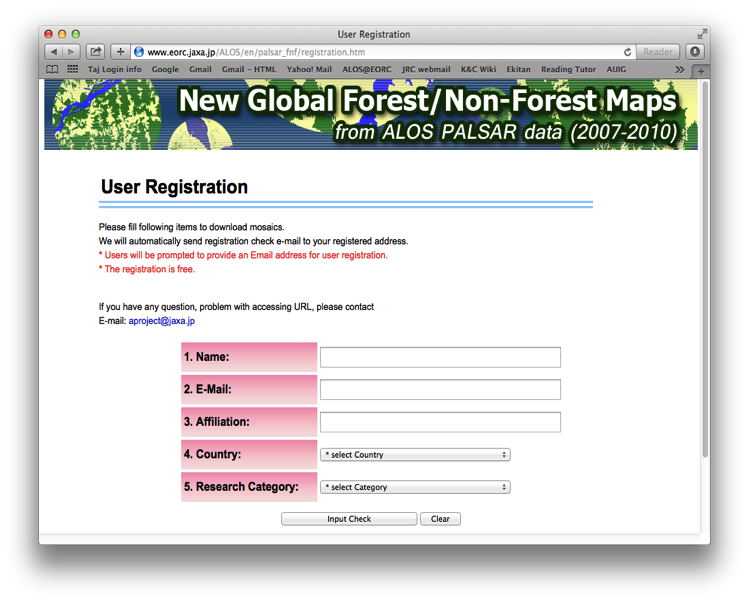 User Registration
www.eorc.jaxa.jp/ALOS/en/palsar_fnf/registration.htm
Reader
Taj Login info Google Gmail Gmail - HTML Yahoo! Mail ALOS@EORC JRC webmail K&C Wiki Ekitan Reading Tutor AUIG
New Global Forest/Non-Forest Maps
from ALOS PALSAR data (2007-2010)
User Registration
Please fill following items to download mosaics.
We will automatically send registration check e-mail to your registered address.
* Users will be prompted to provide an Email address for user registration.
* The registration is free.
If you have any question, problem with accessing URL, please contact
E-mail: aproject@jaxa.jp
1. Name:
2. E-Mail:
3. Affiliation:
4. Country: * select Country
5. Research Category: * select Category
Input Check Clear